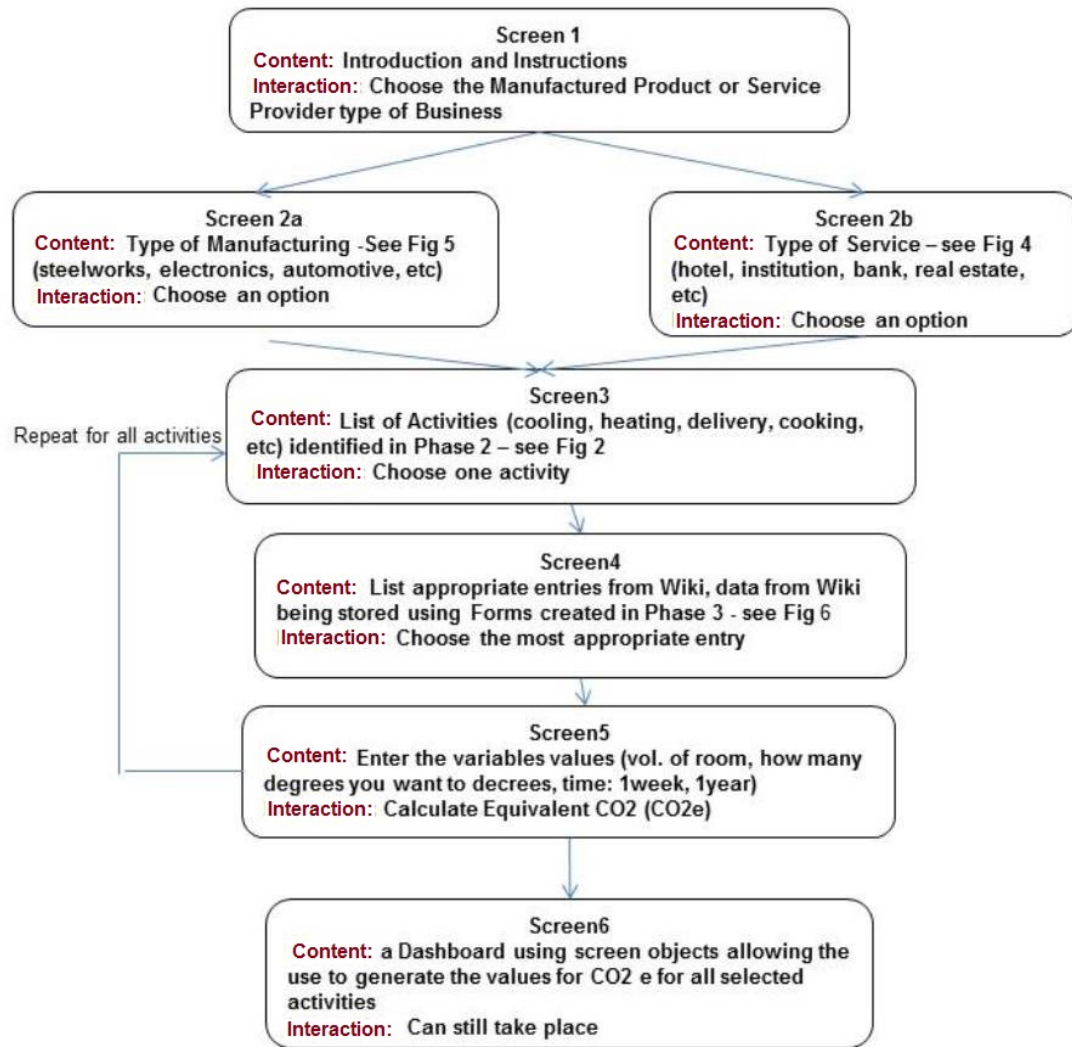 Screen 1
Content: Introduction and Instructions
Interaction: Choose the Manufactured Product or Service
Provider type of Business
Screen 2a
Content: Type of Manufacturing -See Fig 5
(steelworks, electronics, automotive, etc)
Interaction: Choose an option
Screen 2b
Content: Type of Service – see Fig 4
(hotel, institution, bank, real estate,
etc)
Interaction: Choose an option
Screen3
Content: List of Activities (cooling, heating, delivery, cooking,
etc) identified in Phase 2 – see Fig 2
Interaction: Choose one activity
Repeat for all activities
Screen4
Content: List appropriate entries from Wiki, data from Wiki
being stored using Forms created in Phase 3 - see Fig 6
Interaction: Choose the most appropriate entry
Screen5
Content: Enter the variables values (vol. of room, how many
degrees you want to decrees, time: 1week, 1year)
Interaction: Calculate Equivalent CO2 (CO2e)
Screen6
Content: a Dashboard using screen objects allowing the
use to generate the values for CO2 e for all selected
activities
Interaction: Can still take place